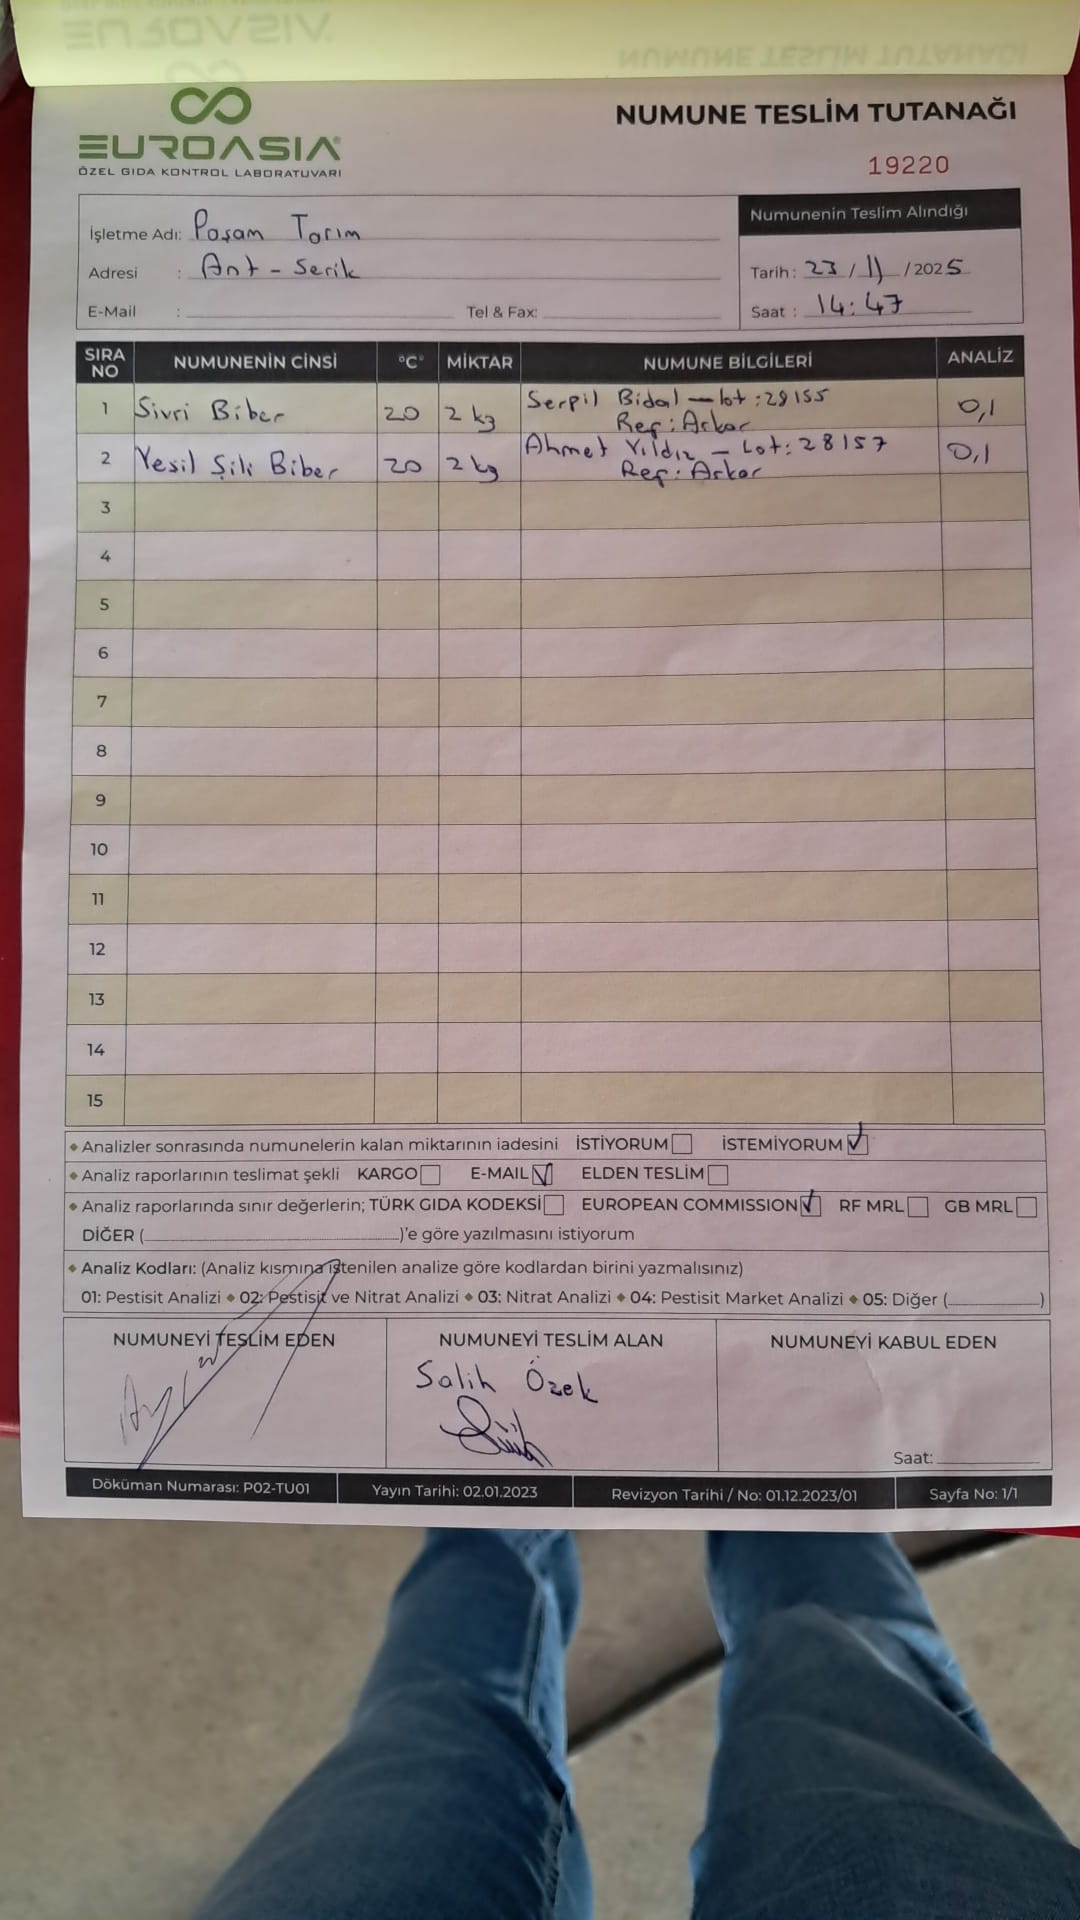 EUROASIA
ÖZEL GIDA KONTROL LABORATUVARI
NUMUNE TESLİM TUTANAĞI
19220
İşletme Adı: Paşam Tarım
Adresi : Ant - Serik
E-Mail : Tel & Fax:
Numunenin Teslim Alındığı
Tarih: 23 / 11 / 2025
Saat : 14:47
SIRA NO NUMUNENİN CİNSİ °C MİKTAR NUMUNE BİLGİLERİ ANALİZ
1 Sivri Biber 20 2 kg Serpil Bidal — lot : 28155 0,1
Ref: Arkar
2 Yeşil Şili Biber 20 2 kg Ahmet Yıldız — Lot: 28157 0,1
Ref: Arkar
3
4
5
6
7
8
9
10
11
12
13
14
15
Analizler sonrasında numunelerin kalan miktarının iadesini İSTİYORUM İSTEMİYORUM
Analiz raporlarının teslimat şekli KARGO E-MAIL ELDEN TESLİM
Analiz raporlarında sınır değerlerin; TÜRK GIDA KODEKSİ EUROPEAN COMMISSION RF MRL GB MRL
DİĞER ( )'e göre yazılmasını istiyorum
Analiz Kodları: (Analiz kısmına istenilen analize göre kodlardan birini yazmalısınız)
01: Pestisit Analizi 02: Pestisit ve Nitrat Analizi 03: Nitrat Analizi 04: Pestisit Market Analizi 05: Diğer ( )
NUMUNEYİ TESLİM EDEN
NUMUNEYİ TESLİM ALAN
Salih Özek
NUMUNEYİ KABUL EDEN
Saat:
Döküman Numarası: P02-TU01 Yayın Tarihi: 02.01.2023 Revizyon Tarihi / No: 01.12.2023/01 Sayfa No: 1/1